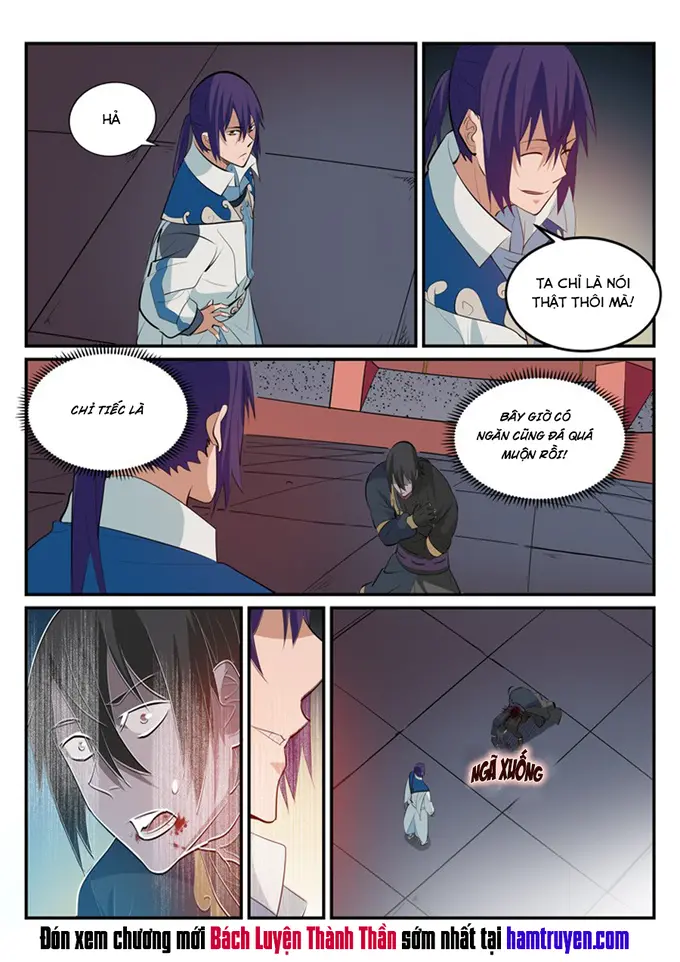 HẢ
TA CHỈ LÀ NÓI
THẬT THÔI MÀ!
CHỈ TIẾC LÀ
BÂY GIỜ CÓ
NGĂN CŨNG ĐÁ QUÁ
MUỘN RỒI!
NGÃ XUỐNG
Đón xem chương mới Bách Luyện Thành Thần sớm nhất tại hamtruyen.com